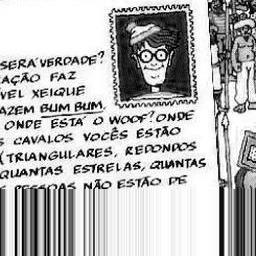 SERÁ VERDADE?
AÇÃO FAZ
VEL XEIQUE
AZEM BUM BUM.
ONDE ESTÁ O WOOF? ONDE
S CAVALOS VOCÊS ESTÃO
(TRIANGULARES, REDONDOS
QUANTAS ESTRELAS, QUANTAS
PESSOAS NÃO ESTÃO DE